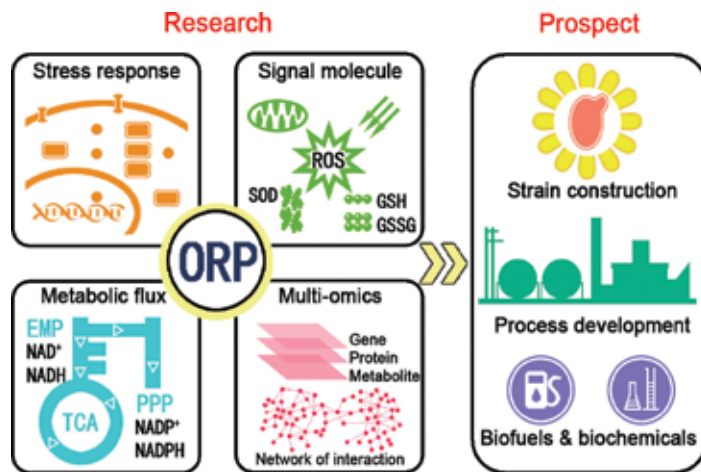 Research
Prospect
Stress response
Signal molecule
ROS
SOD
GSH
GSSG
ORP
Metabolic flux
EMP
NAD⁺
NADH
TCA
PPP
NADP⁺
NADPH
Multi-omics
Gene
Protein
Metabolite
Network of interaction
Strain construction
Process development
Biofuels & biochemicals